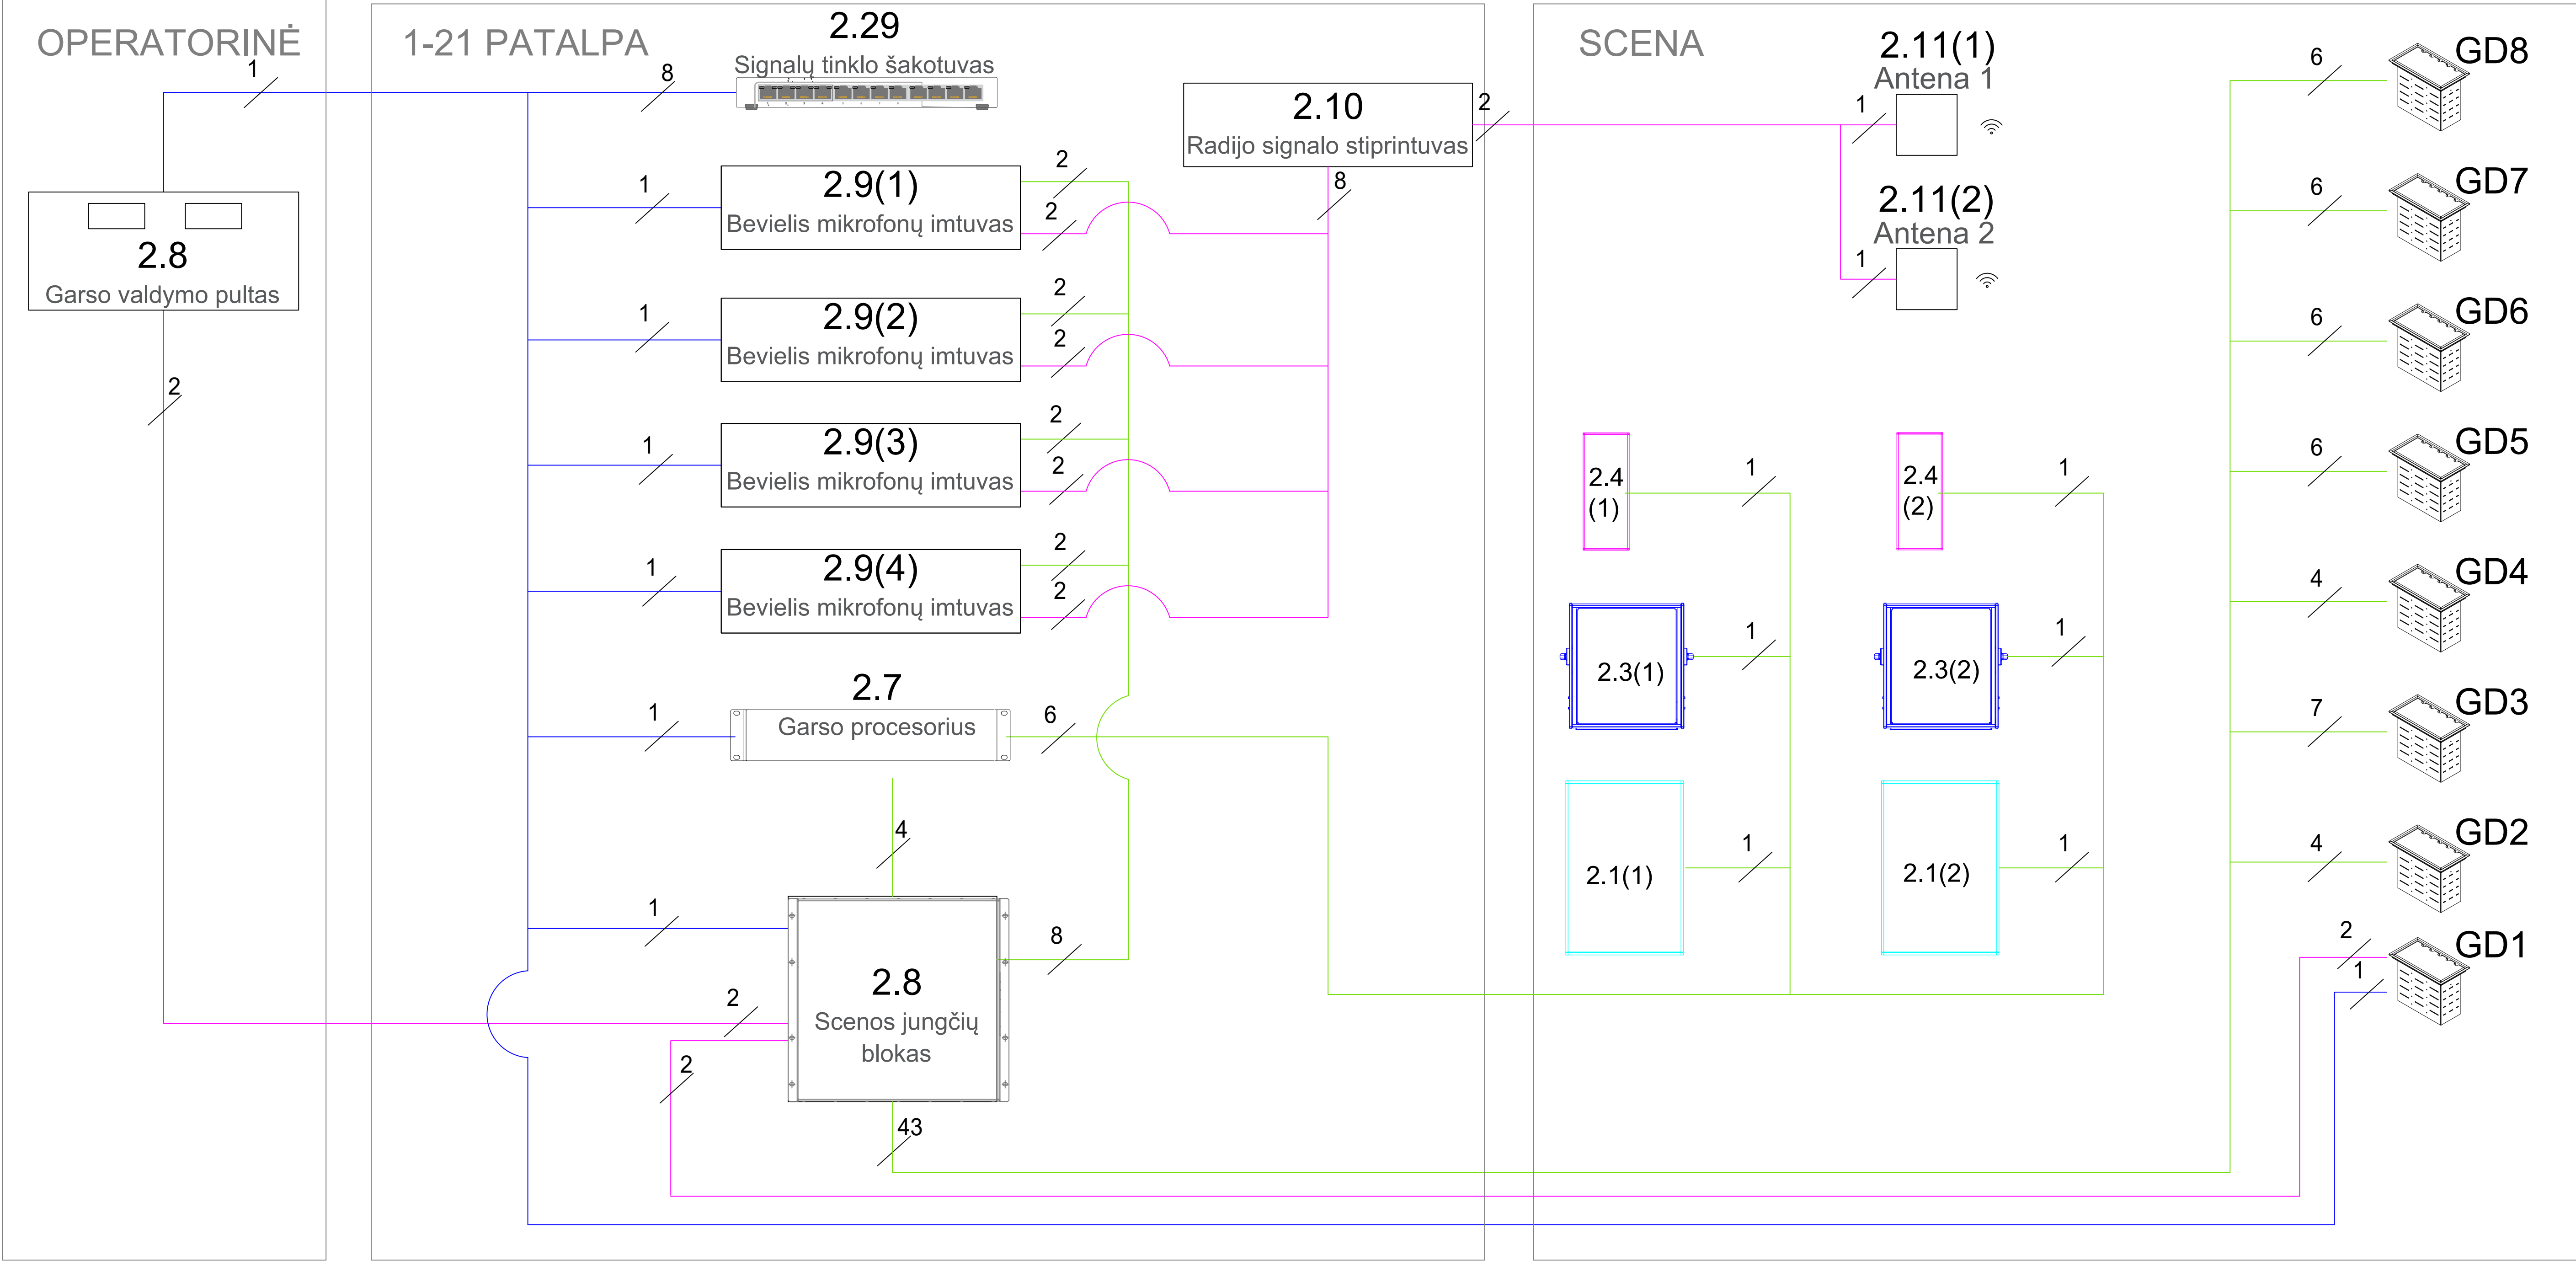 OPERATORINĖ
1
2.8
Garso valdymo pultas
2
1-21 PATALPA
8
2.29
Signalų tinklo šakotuvas
1
2.9(1)
Bevielis mikrofonų imtuvas
2
2
1
2.9(2)
Bevielis mikrofonų imtuvas
2
2
1
2.9(3)
Bevielis mikrofonų imtuvas
2
2
1
2.9(4)
Bevielis mikrofonų imtuvas
2
2
2.10
Radijo signalo stiprintuvas
2
8
1
2.7
Garso procesorius
6
4
1
8
2.8
Scenos jungčių
blokas
2
2
43
SCENA
2.11(1)
Antena 1
1
2.11(2)
Antena 2
1
2.4
(1)
1
2.4
(2)
1
2.3(1)
1
2.3(2)
1
2.1(1)
1
2.1(2)
1
6
GD8
6
GD7
6
GD6
6
GD5
4
GD4
7
GD3
4
GD2
2
GD1
1